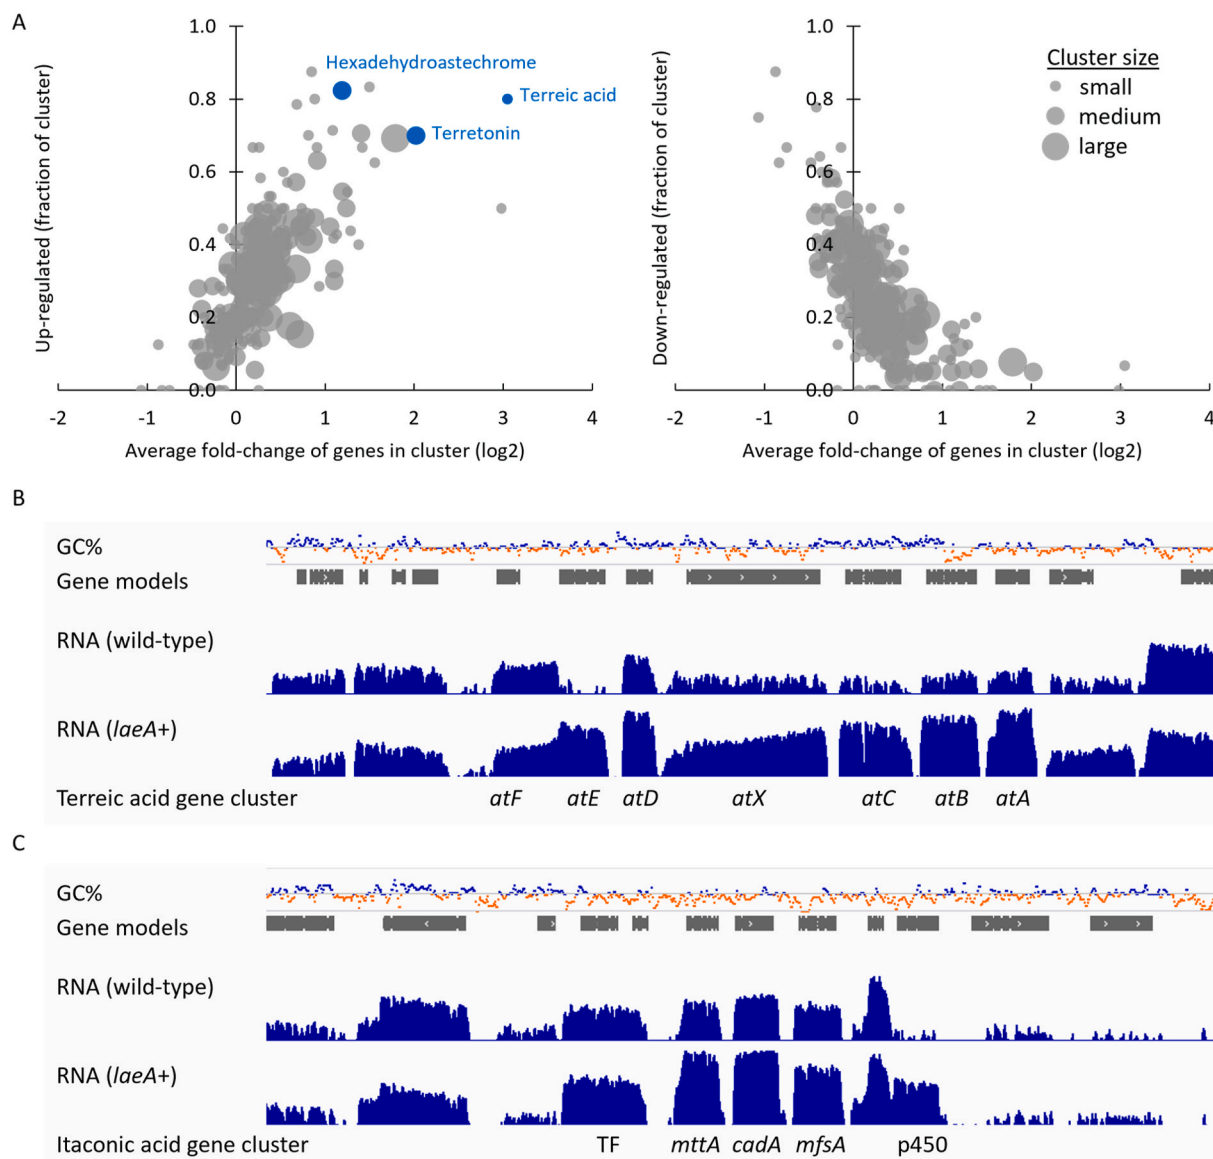 A
Up-regulated (fraction of cluster)
1.0
0.8
0.6
0.4
0.2
0.0
Hexadehydroastechrome
Terreic acid
Terretonin
-2 -1 0 1 2 3 4
Average fold-change of genes in cluster (log2)
Down-regulated (fraction of cluster)
1.0
0.8
0.6
0.4
0.2
0.0
Cluster size
small
medium
large
-2 -1 0 1 2 3 4
Average fold-change of genes in cluster (log2)
B
GC%
Gene models
RNA (wild-type)
RNA (laeA+)
Terreic acid gene cluster atF atE atD atX atC atB atA
C
GC%
Gene models
RNA (wild-type)
RNA (laeA+)
Itaconic acid gene cluster TF mttA cadA mfsA p450